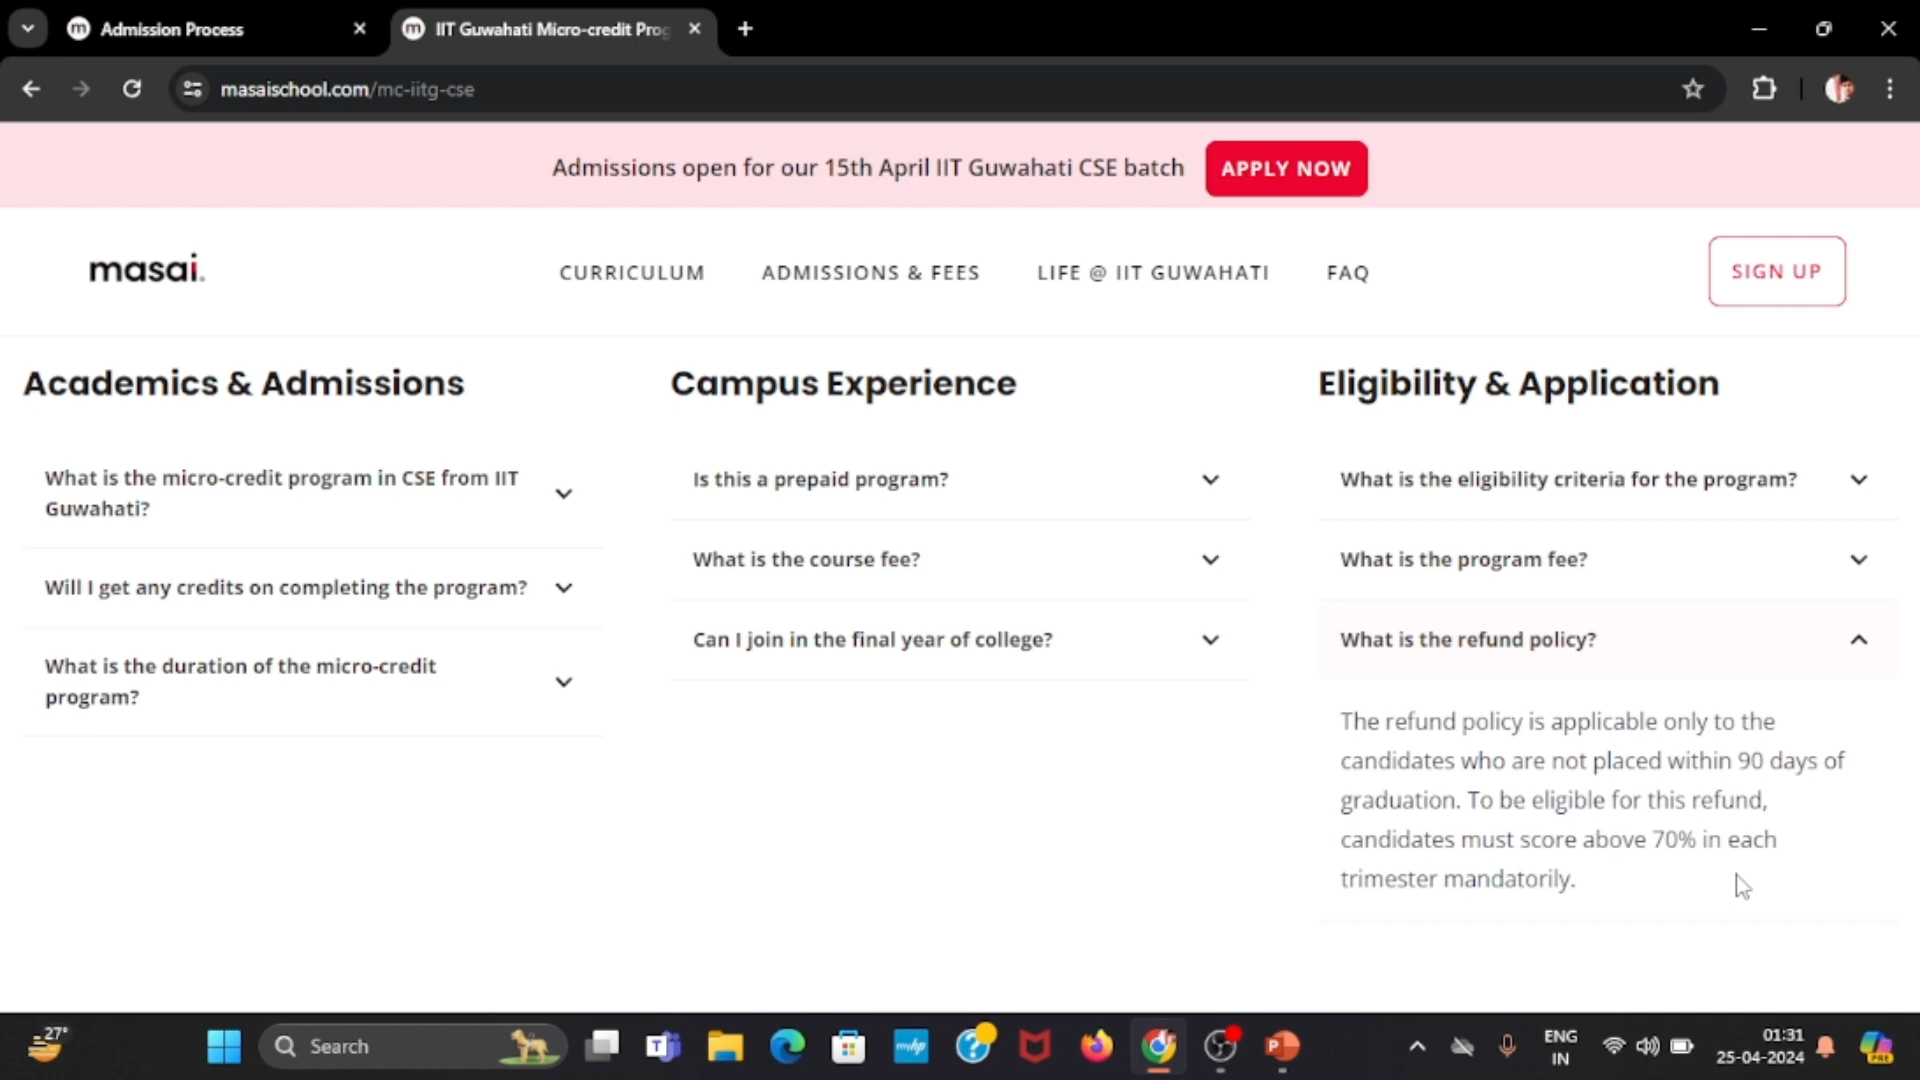 Admission Process
IIT Guwahati Micro-credit Prog
masaischool.com/mc-iitg-cse
Admissions open for our 15th April IIT Guwahati CSE batch
APPLY NOW
masai.
CURRICULUM
ADMISSIONS & FEES
LIFE @ IIT GUWAHATI
FAQ
SIGN UP
Academics & Admissions
What is the micro-credit program in CSE from IIT
Guwahati?
Will I get any credits on completing the program?
What is the duration of the micro-credit
program?
Campus Experience
Is this a prepaid program?
What is the course fee?
Can I join in the final year of college?
Eligibility & Application
What is the eligibility criteria for the program?
What is the program fee?
What is the refund policy?
The refund policy is applicable only to the
candidates who are not placed within 90 days of
graduation. To be eligible for this refund,
candidates must score above 70% in each
trimester mandatorily.
27°
Search
myhp
ENG
IN
01:31
25-04-2024
PRE